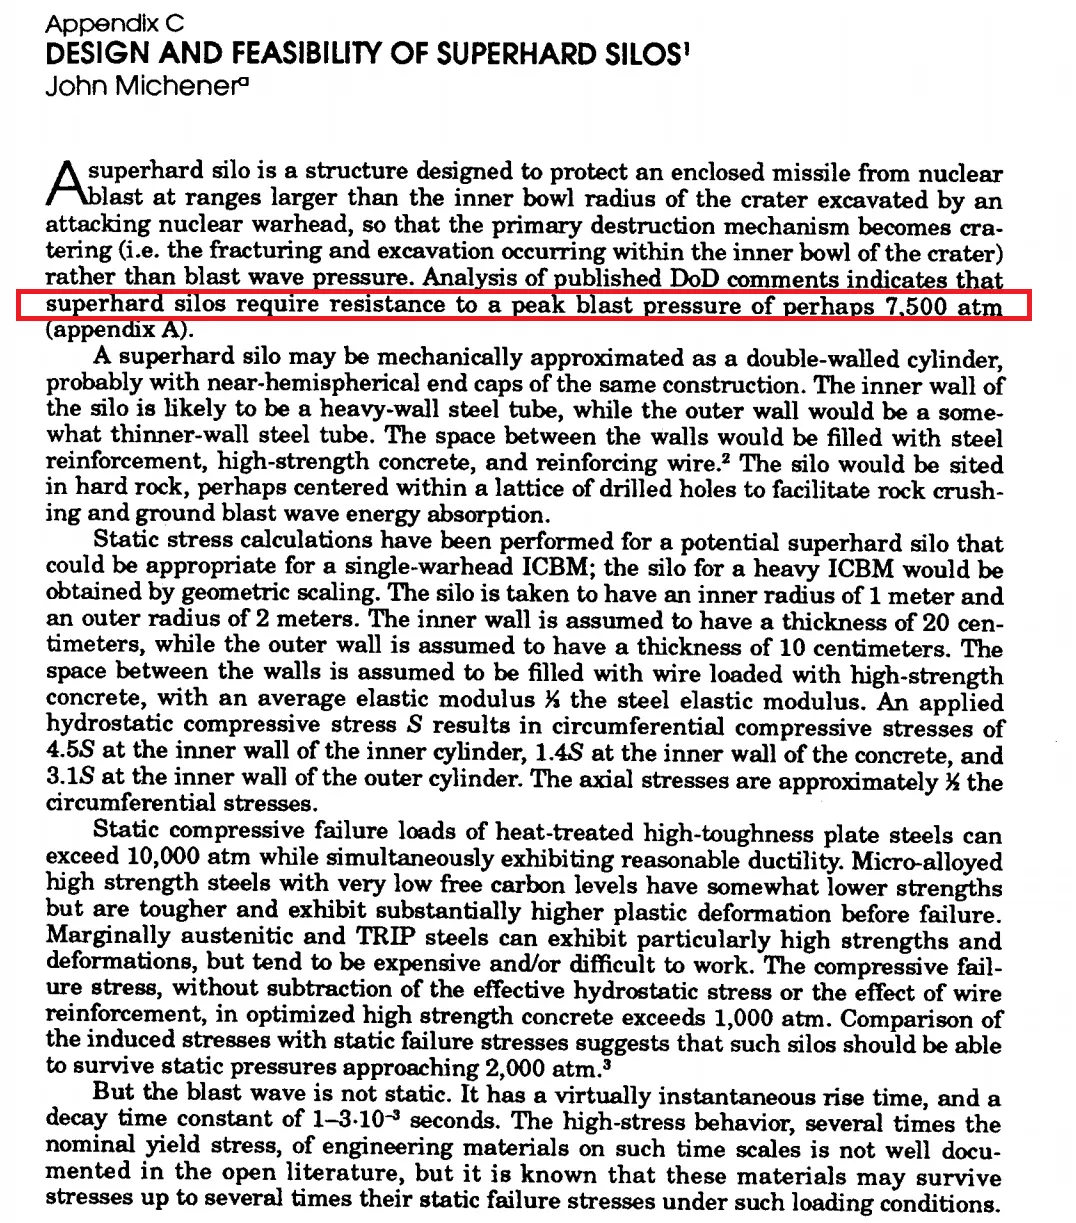 Appendix C
DESIGN AND FEASIBILITY OF SUPERHARD SILOS¹
John Michenerᵃ
A superhard silo is a structure designed to protect an enclosed missile from nuclear
blast at ranges larger than the inner bowl radius of the crater excavated by an
attacking nuclear warhead, so that the primary destruction mechanism becomes cra-
tering (i.e. the fracturing and excavation occurring within the inner bowl of the crater)
rather than blast wave pressure. Analysis of published DoD comments indicates that
superhard silos require resistance to a peak blast pressure of perhaps 7,500 atm
(appendix A).
A superhard silo may be mechanically approximated as a double-walled cylinder,
probably with near-hemispherical end caps of the same construction. The inner wall of
the silo is likely to be a heavy-wall steel tube, while the outer wall would be a some-
what thinner-wall steel tube. The space between the walls would be filled with steel
reinforcement, high-strength concrete, and reinforcing wire.² The silo would be sited
in hard rock, perhaps centered within a lattice of drilled holes to facilitate rock crush-
ing and ground blast wave energy absorption.
Static stress calculations have been performed for a potential superhard silo that
could be appropriate for a single-warhead ICBM; the silo for a heavy ICBM would be
obtained by geometric scaling. The silo is taken to have an inner radius of 1 meter and
an outer radius of 2 meters. The inner wall is assumed to have a thickness of 20 cen-
timeters, while the outer wall is assumed to have a thickness of 10 centimeters. The
space between the walls is assumed to be filled with wire loaded with high-strength
concrete, with an average elastic modulus the steel elastic modulus. An applied
hydrostatic compressive stress S results in circumferential compressive stresses of
4.5S at the inner wall of the inner cylinder, 1.4S at the inner wall of the concrete, and
3.1S at the inner wall of the outer cylinder. The axial stresses are approximately the
circumferential stresses.
Static compressive failure loads of heat-treated high-toughness plate steels can
exceed 10,000 atm while simultaneously exhibiting reasonable ductility. Micro-alloyed
high strength steels with very low free carbon levels have somewhat lower strengths
but are tougher and exhibit substantially higher plastic deformation before failure.
Marginally austenitic and TRIP steels can exhibit particularly high strengths and
deformations, but tend to be expensive and/or difficult to work. The compressive fail-
ure stress, without subtraction of the effective hydrostatic stress or the effect of wire
reinforcement, in optimized high strength concrete exceeds 1,000 atm. Comparison of
the induced stresses with static failure stresses suggests that such silos should be able
to survive static pressures approaching 2,000 atm.³
But the blast wave is not static. It has a virtually instantaneous rise time, and a
decay time constant of 1–3·10⁻³ seconds. The high-stress behavior, several times the
nominal yield stress, of engineering materials on such time scales is not well docu-
mented in the open literature, but it is known that these materials may survive
stresses up to several times their static failure stresses under such loading conditions.